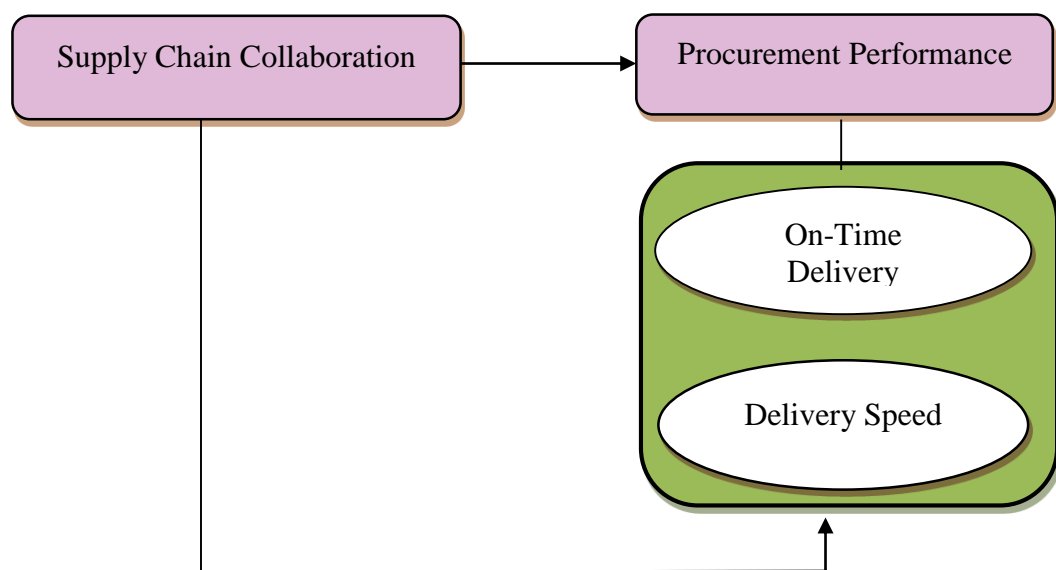 Supply Chain Collaboration
Procurement Performance
On-Time
Delivery
Delivery Speed